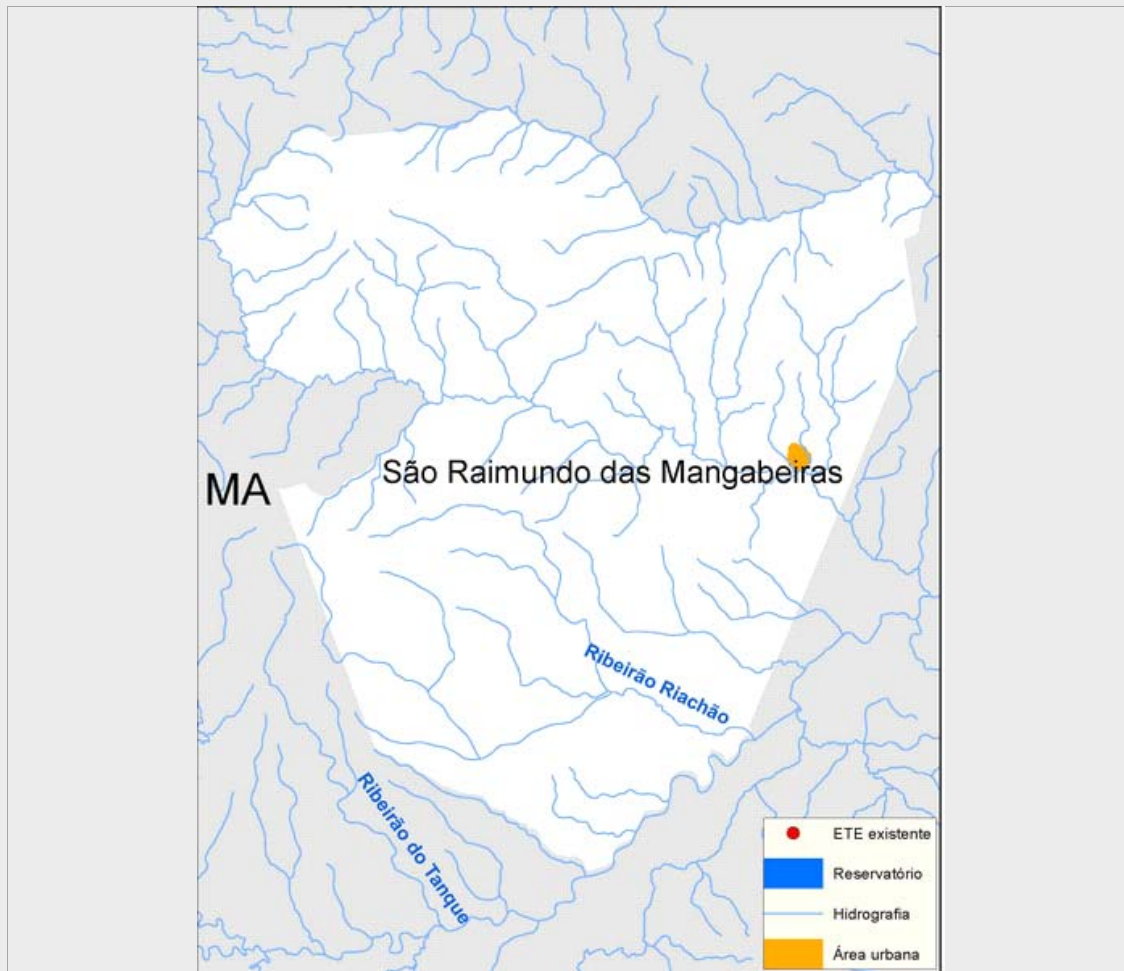 São Raimundo das Mangabeiras
MA
Ribeirão Riachão
Ribeirão do Tanque
ETE existente
Reservatório
Hidrografia
Área urbana